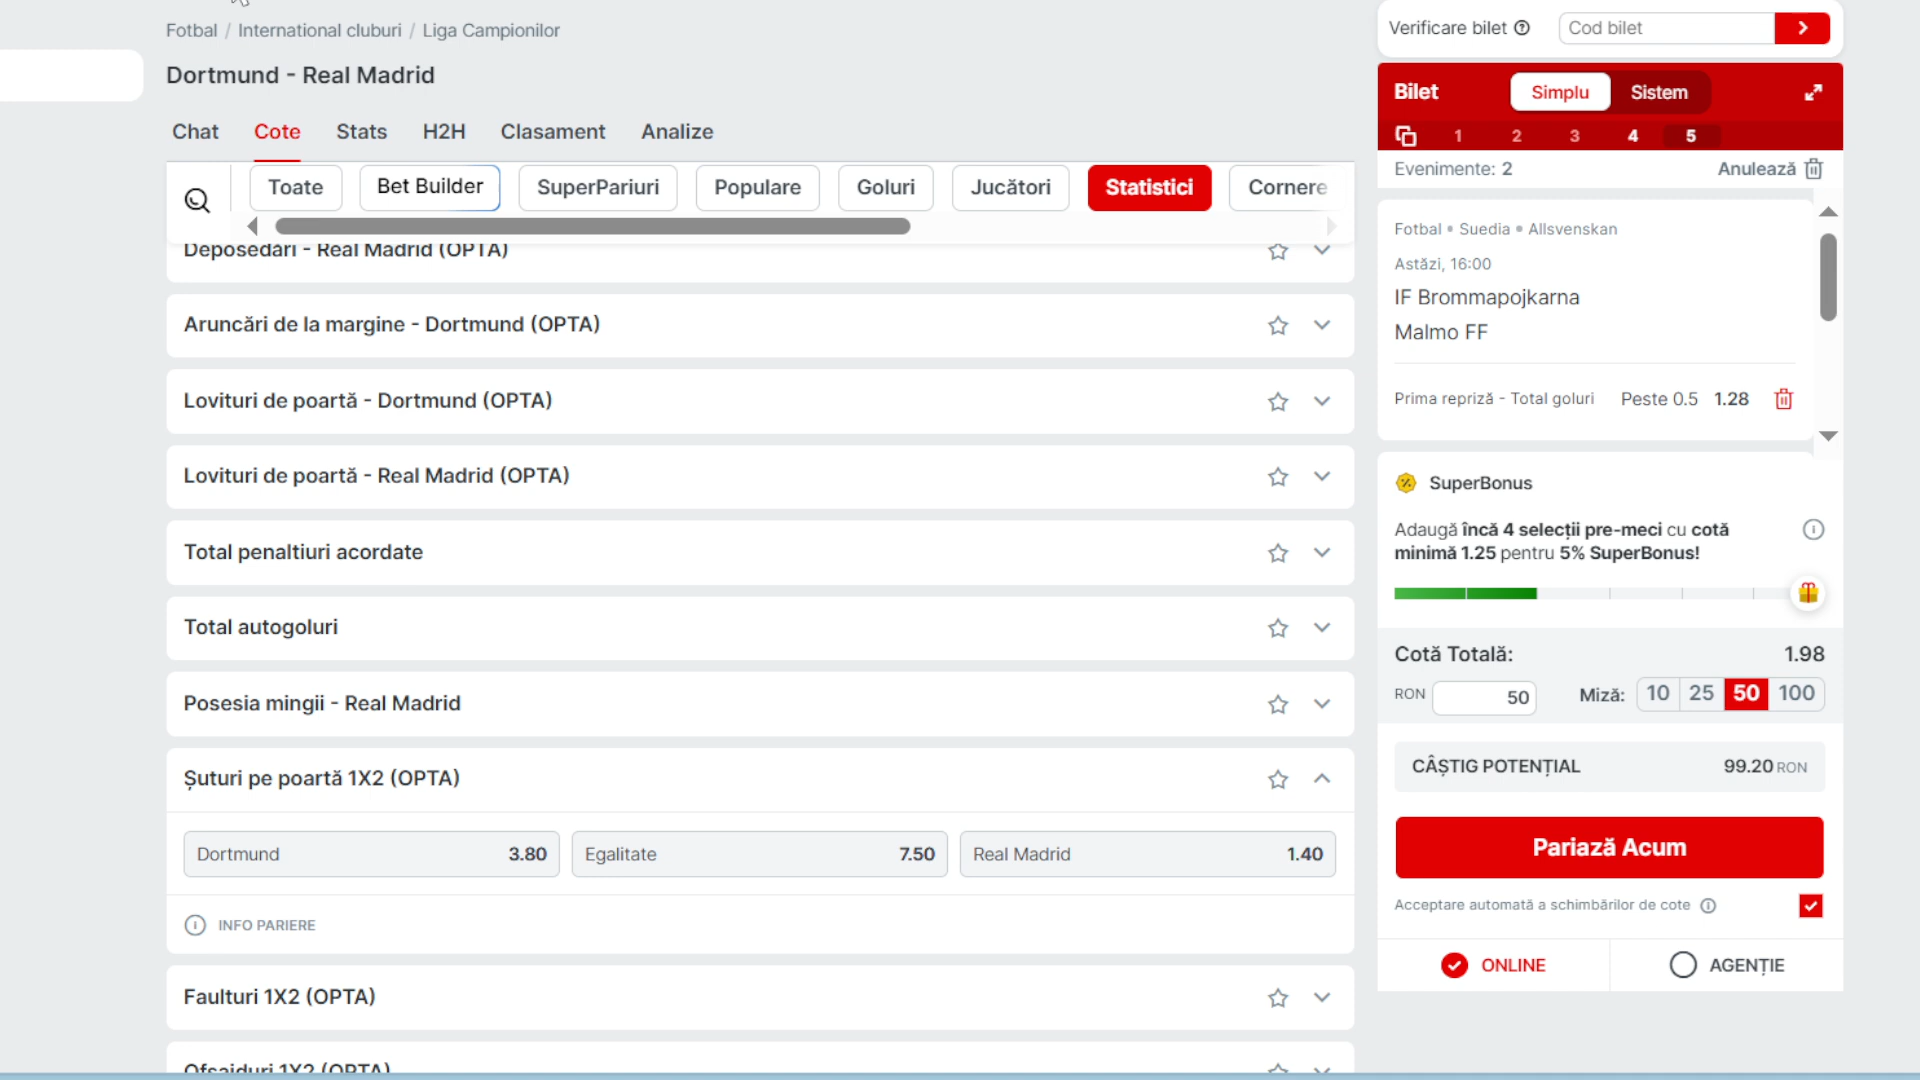 Fotbal / International cluburi / Liga Campionilor
Dortmund - Real Madrid
Chat Cote Stats H2H Clasament Analize
Toate Bet Builder SuperPariuri Populare Goluri Jucători Statistici Cornere
Deposedări - Real Madrid (OPTA)
Aruncări de la margine - Dortmund (OPTA)
Lovituri de poartă - Dortmund (OPTA)
Lovituri de poartă - Real Madrid (OPTA)
Total penaltiuri acordate
Total autogoluri
Posesia mingii - Real Madrid
Șuturi pe poartă 1X2 (OPTA)
Dortmund 3.80 Egalitate 7.50 Real Madrid 1.40
INFO PARIERE
Faulturi 1X2 (OPTA)
Ofsaiduri 1X2 (OPTA)
Verificare bilet Cod bilet
Bilet Simplu Sistem
1 2 3 4 5
Evenimente: 2 Anulează
Fotbal • Suedia • Allsvenskan
Astăzi, 16:00
IF Brommapojkarna
Malmo FF
Prima repriză - Total goluri Peste 0.5 1.28
SuperBonus
Adaugă încă 4 selecții pre-meci cu cotă
minimă 1.25 pentru 5% SuperBonus!
Cotă Totală: 1.98
RON 50 Miză: 10 25 50 100
CÂȘTIG POTENȚIAL 99.20 RON
Pariază Acum
Acceptare automată a schimbărilor de cote
ONLINE AGENȚIE